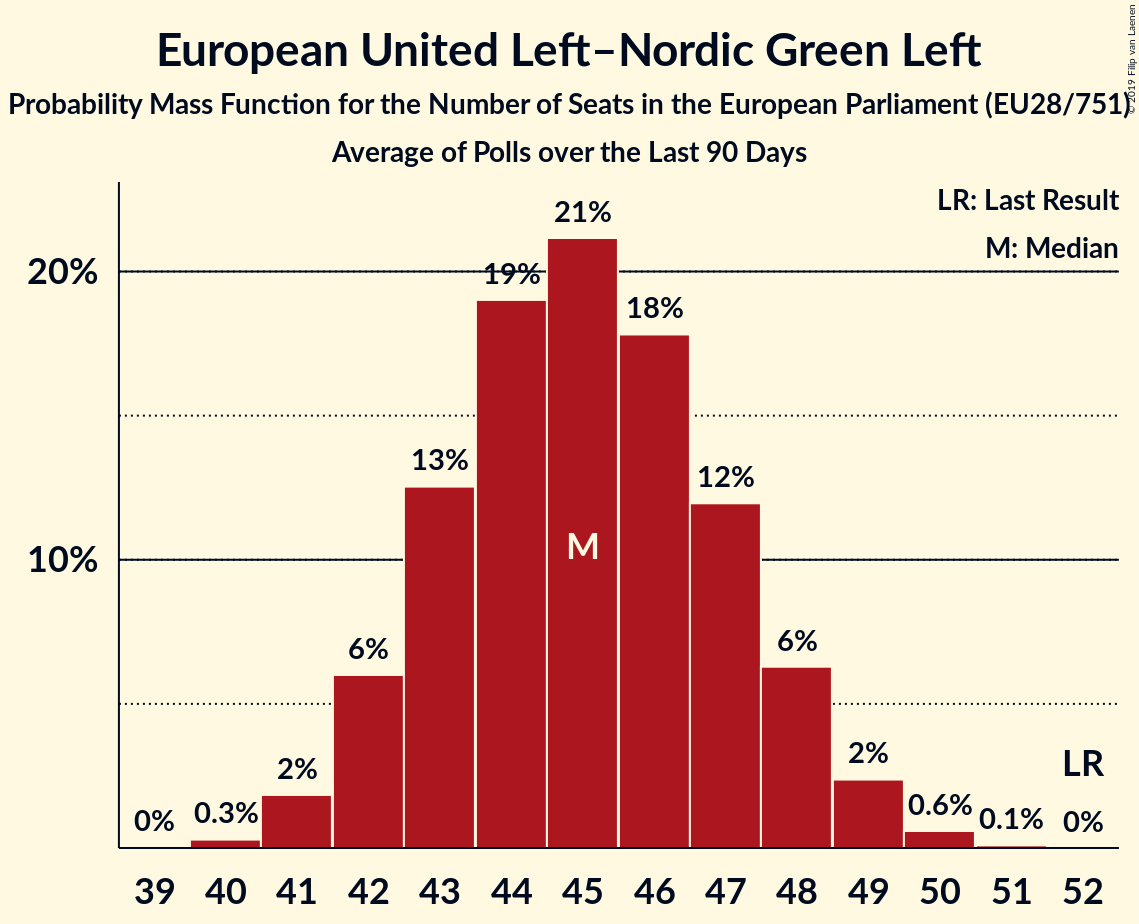 European United Left–Nordic Green Left
Probability Mass Function for the Number of Seats in the European Parliament (EU28/751)
Average of Polls over the Last 90 Days
© 2019 Filip van Laenen
LR: Last Result
M: Median
20%
10%
0%
0.3%
2%
6%
13%
19%
21%
18%
12%
6%
2%
0.6%
0.1%
0%
M
LR
39 40 41 42 43 44 45 46 47 48 49 50 51 52